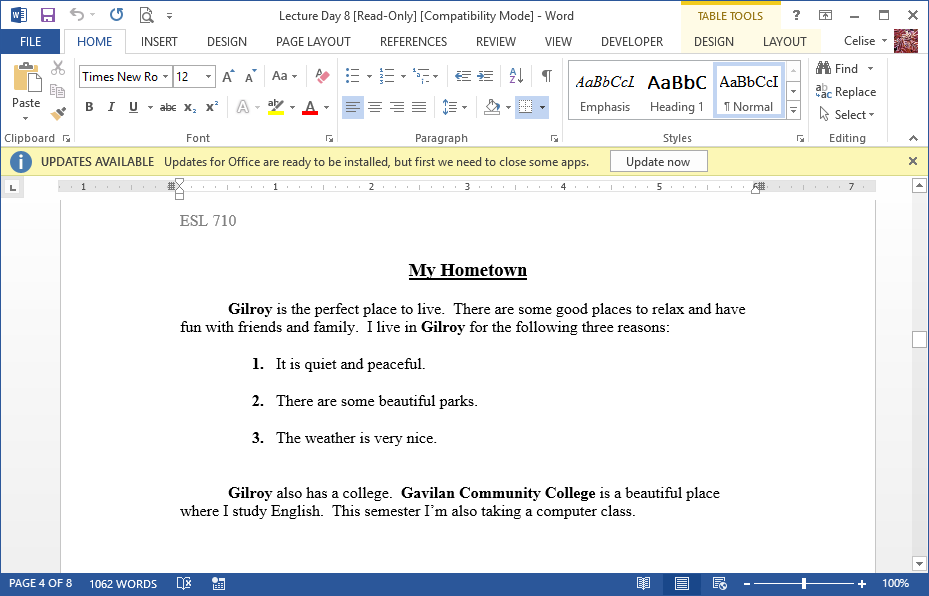 Lecture Day 8 [Read-Only] [Compatibility Mode] - Word
TABLE TOOLS
?
FILE HOME INSERT DESIGN PAGE LAYOUT REFERENCES REVIEW VIEW DEVELOPER DESIGN LAYOUT Celise
Times New Ro 12 Aa
AaBbCcI AaBbC AaBbCcI
Find
Paste
B I U abc x₂ x² A ab A
Emphasis Heading 1 ¶ Normal
Replace
Select
Clipboard Font Paragraph Styles Editing
UPDATES AVAILABLE Updates for Office are ready to be installed, but first we need to close some apps. Update now
1 1 2 3 4 5 6 7
ESL 710
My Hometown
Gilroy is the perfect place to live. There are some good places to relax and have
fun with friends and family. I live in Gilroy for the following three reasons:
1. It is quiet and peaceful.
2. There are some beautiful parks.
3. The weather is very nice.
Gilroy also has a college. Gavilan Community College is a beautiful place
where I study English. This semester I’m also taking a computer class.
PAGE 4 OF 8 1062 WORDS 100%